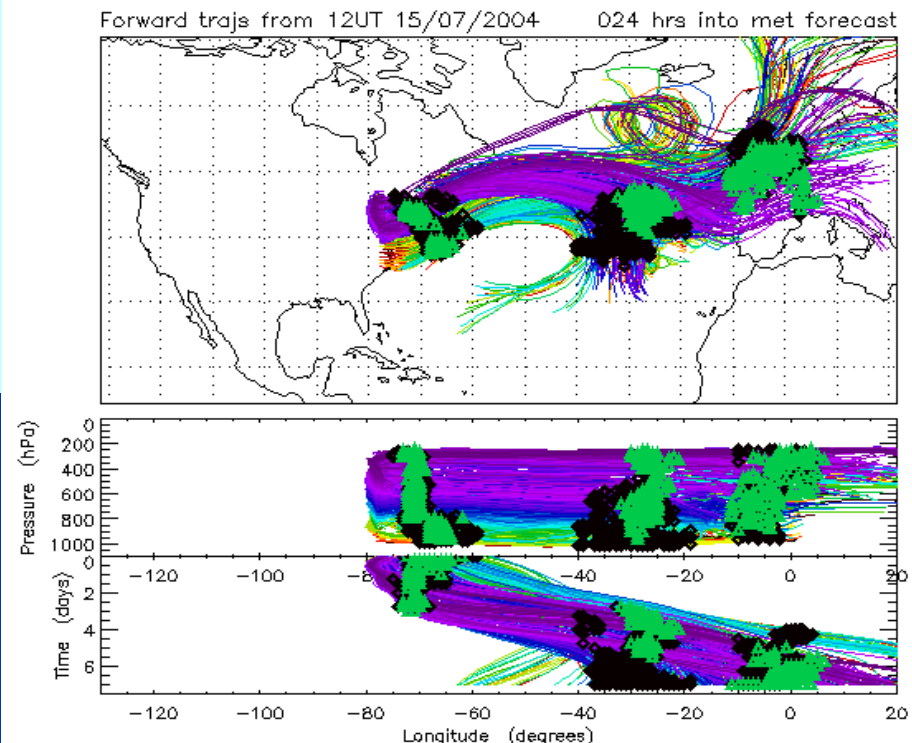 Forward trajs from 12UT 15/07/2004 024 hrs into met forecast
Pressure (hPa)
0
200
400
600
800
1000
Time (days)
0
2
4
6
-120 -100 -80 -60 -40 -20 0
-120 -100 -80 -60 -40 -20 0 20
Longitude (degrees)